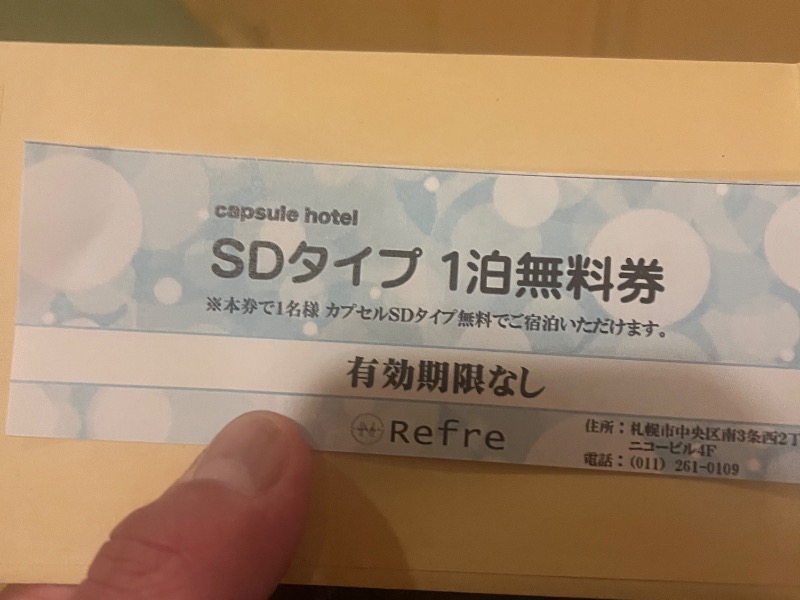 capsule hotel
SDタイプ 1泊無料券
※本券で1名様 カプセルSDタイプ無料でご宿泊いただけます。
有効期限なし
Refre
住所：札幌市中央区南3条西2丁
ニコービル4F
電話：(011) 261-0109